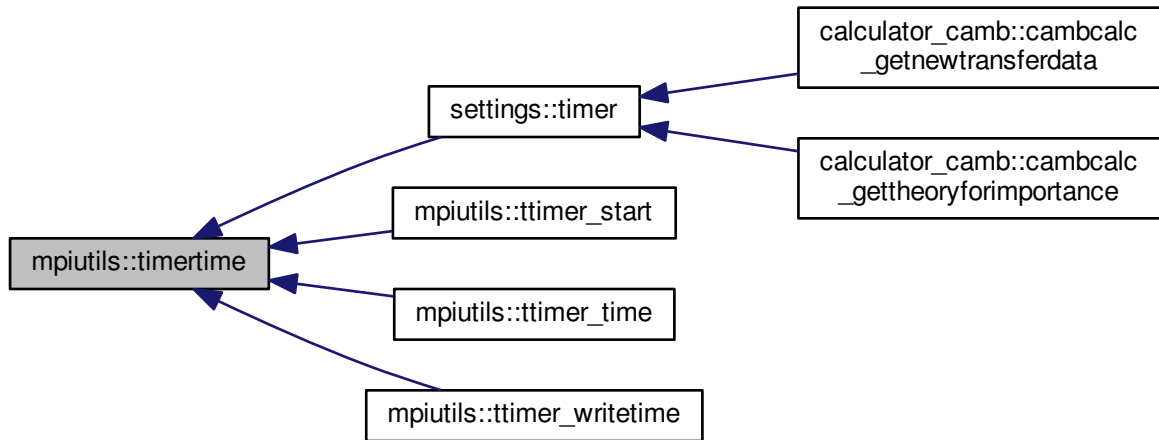 calculator_camb::cambcalc
_getnewtransferdata
settings::timer
calculator_camb::cambcalc
_gettheoryforimportance
mpiutils::ttimer_start
mpiutils::timertime
mpiutils::ttimer_time
mpiutils::ttimer_writetime